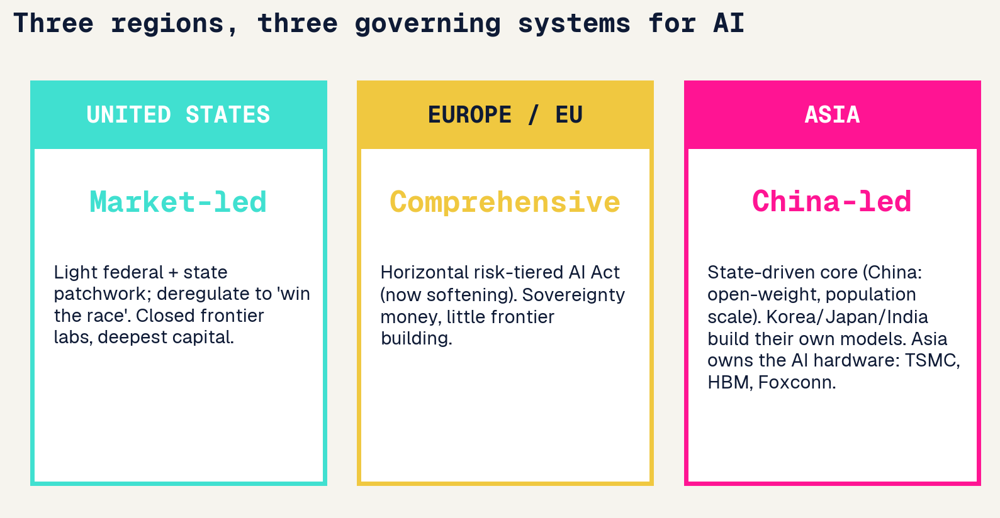 Three regions, three governing systems for AI
UNITED STATES
Market-led
Light federal + state
patchwork; deregulate to 'win
the race'. Closed frontier
labs, deepest capital.
EUROPE / EU
Comprehensive
Horizontal risk-tiered AI Act
(now softening). Sovereignty
money, little frontier
building.
ASIA
China-led
State-driven core (China:
open-weight, population
scale). Korea/Japan/India
build their own models. Asia
owns the AI hardware: TSMC,
HBM, Foxconn.